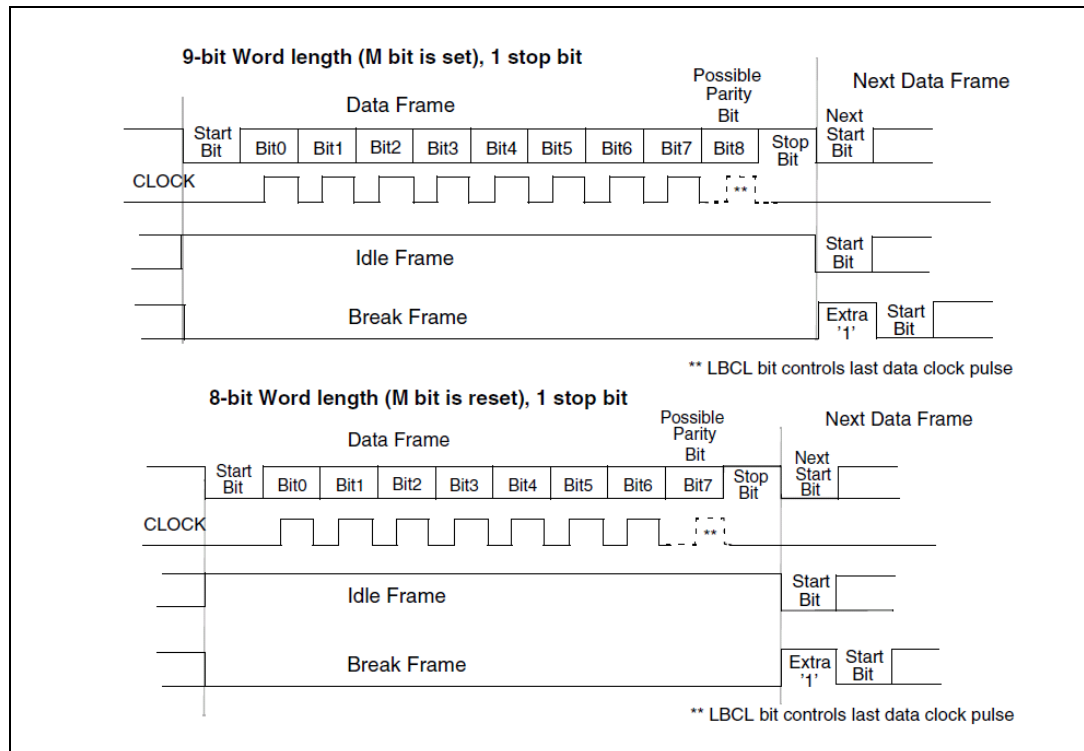 9-bit Word length (M bit is set), 1 stop bit
Possible
Parity
Bit
Next Data Frame
Data Frame
Start
Bit
Bit0
Bit1
Bit2
Bit3
Bit4
Bit5
Bit6
Bit7
Bit8
Stop
Bit
Next
Start
Bit
CLOCK
**
Idle Frame
Start
Bit
Break Frame
Extra
'1'
Start
Bit
** LBCL bit controls last data clock pulse
8-bit Word length (M bit is reset), 1 stop bit
Possible
Parity
Bit
Next Data Frame
Data Frame
Start
Bit
Bit0
Bit1
Bit2
Bit3
Bit4
Bit5
Bit6
Bit7
Stop
Bit
Next
Start
Bit
CLOCK
**
Idle Frame
Start
Bit
Break Frame
Extra
'1'
Start
Bit
** LBCL bit controls last data clock pulse